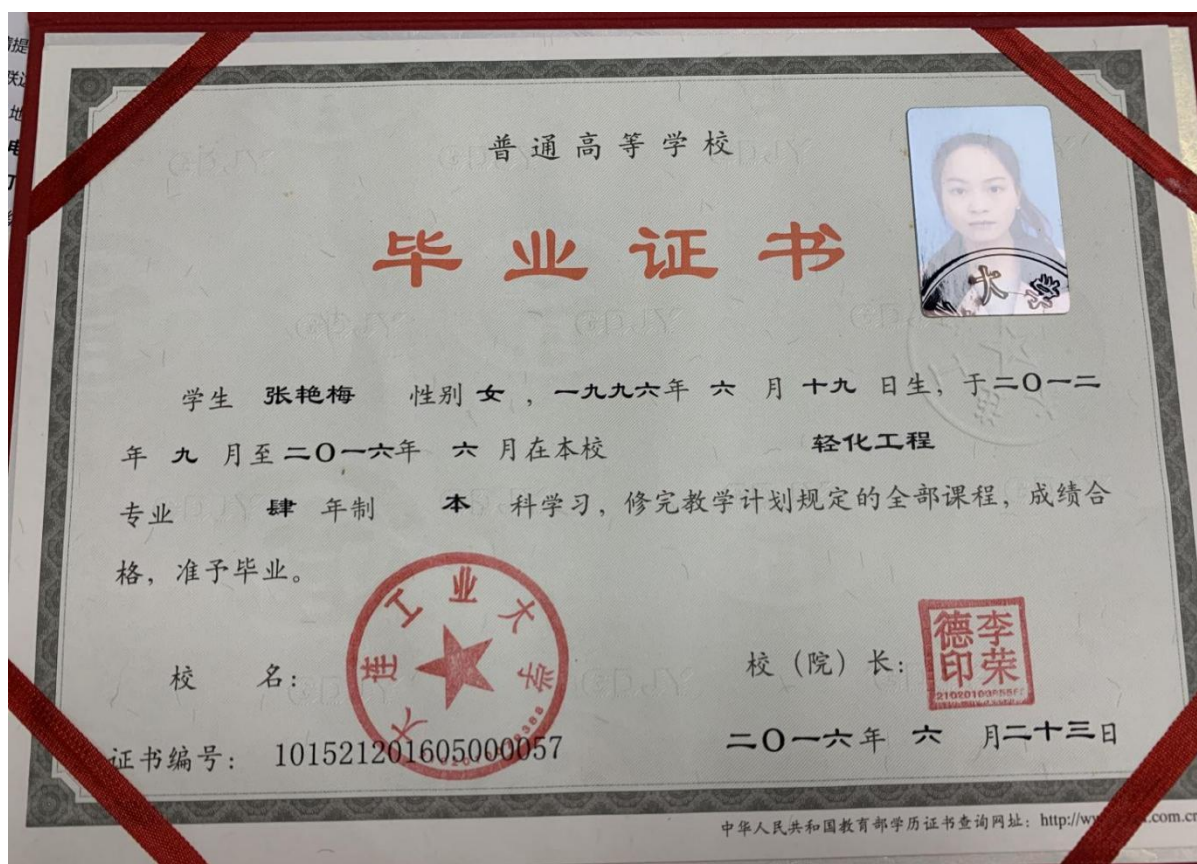 普通高等学校
毕业证书
学生 张艳梅 性别 女 ，一九九六年 六 月 十九 日生，于二〇一二
年 九 月至二〇一六年 六 月在本校 轻化工程
专业 肆 年制 本 科学习，修完教学计划规定的全部课程，成绩合
格，准予毕业。
大连工业大学
校 名：
校（院）长：
李荣德印
证书编号： 101521201605000057
二〇一六年 六 月二十三日
中华人民共和国教育部学历证书查询网址：http://w
com.cn
大 学